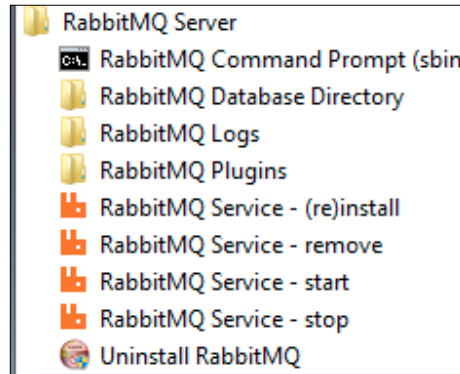 RabbitMQ Server
RabbitMQ Command Prompt (sbin
RabbitMQ Database Directory
RabbitMQ Logs
RabbitMQ Plugins
RabbitMQ Service - (re)install
RabbitMQ Service - remove
RabbitMQ Service - start
RabbitMQ Service - stop
Uninstall RabbitMQ